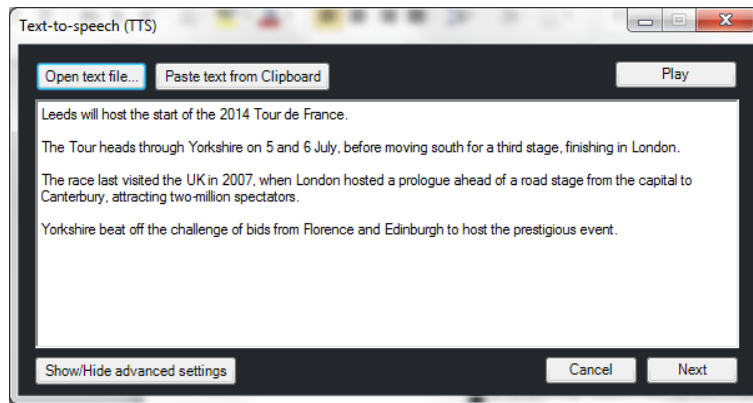 Text-to-speech (TTS)
Open text file...
Paste text from Clipboard
Play
Leeds will host the start of the 2014 Tour de France.
The Tour heads through Yorkshire on 5 and 6 July, before moving south for a third stage, finishing in London.
The race last visited the UK in 2007, when London hosted a prologue ahead of a road stage from the capital to
Canterbury, attracting two-million spectators.
Yorkshire beat off the challenge of bids from Florence and Edinburgh to host the prestigious event.
Show/Hide advanced settings
Cancel
Next